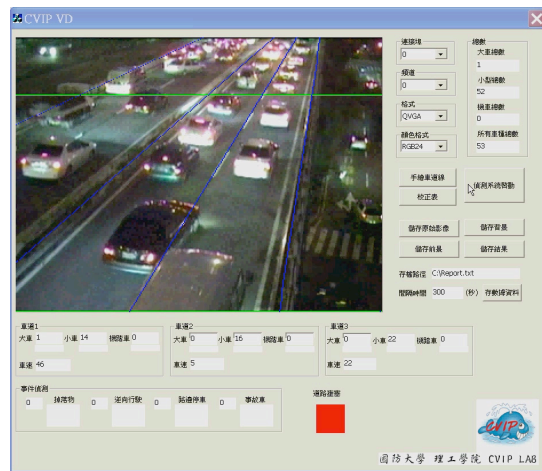 CVIP VD
連接埠
0
頻道
0
格式
QVGA
顏色格式
RGB24
總數
大車總數
1
小型總數
52
機車總數
0
所有車種總數
53
手繪車道線
校正表
偵測系統啟動
儲存原始影像
儲存背景
儲存前景
儲存結果
存檔路徑 C:\Report.txt
間隔時間 300 (秒) 存數據資料
車道1
大車 1 小車 14 機踏車 0
車速 46
車道2
大車 0 小車 16 機踏車 0
車速 5
車道3
大車 0 小車 22 機踏車 0
車速 22
事件偵測
0 掉落物 0 逆向行駛 0 路邊停車 0 事故車
道路壅塞
CVIP
國防大學 理工學院 CVIP LAB